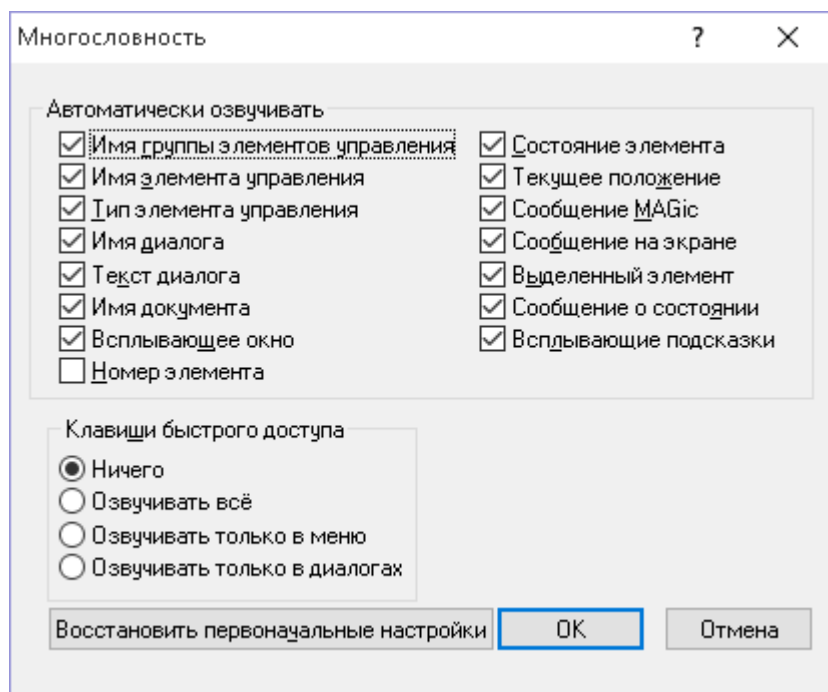 Многословность
?
Автоматически озвучивать
Имя группы элементов управления
Имя элемента управления
Тип элемента управления
Имя диалога
Текст диалога
Имя документа
Всплывающее окно
Номер элемента
Состояние элемента
Текущее положение
Сообщение MAGic
Сообщение на экране
Выделенный элемент
Сообщение о состоянии
Всплывающие подсказки
Клавиши быстрого доступа
Ничего
Озвучивать всё
Озвучивать только в меню
Озвучивать только в диалогах
Восстановить первоначальные настройки
OK
Отмена